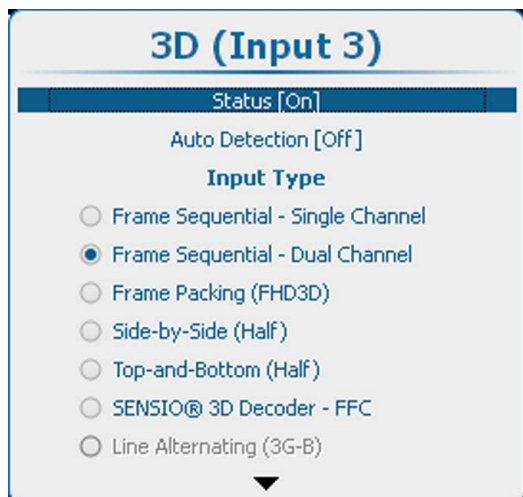 3D (Input 3)
Status [On]
Auto Detection [Off]
Input Type
Frame Sequential - Single Channel
Frame Sequential - Dual Channel
Frame Packing (FHD3D)
Side-by-Side (Half)
Top-and-Bottom (Half)
SENSIO® 3D Decoder - FFC
Line Alternating (3G-B)